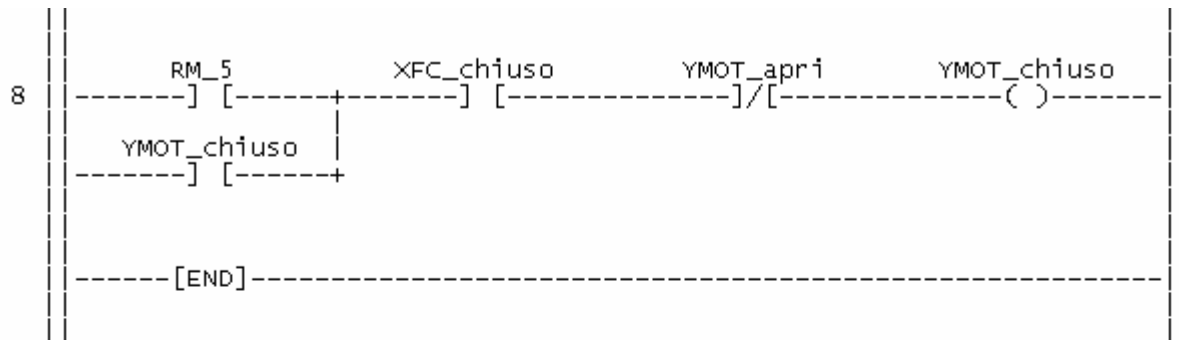 RM_5 XFC_chiuso YMOT_apri YMOT_chiuso
8 ||-------] [------+-------] [--------------]/[--------------( )-------|
YMOT_chiuso |
||-------] [------+
||------[END]----------------------------------------------------------|